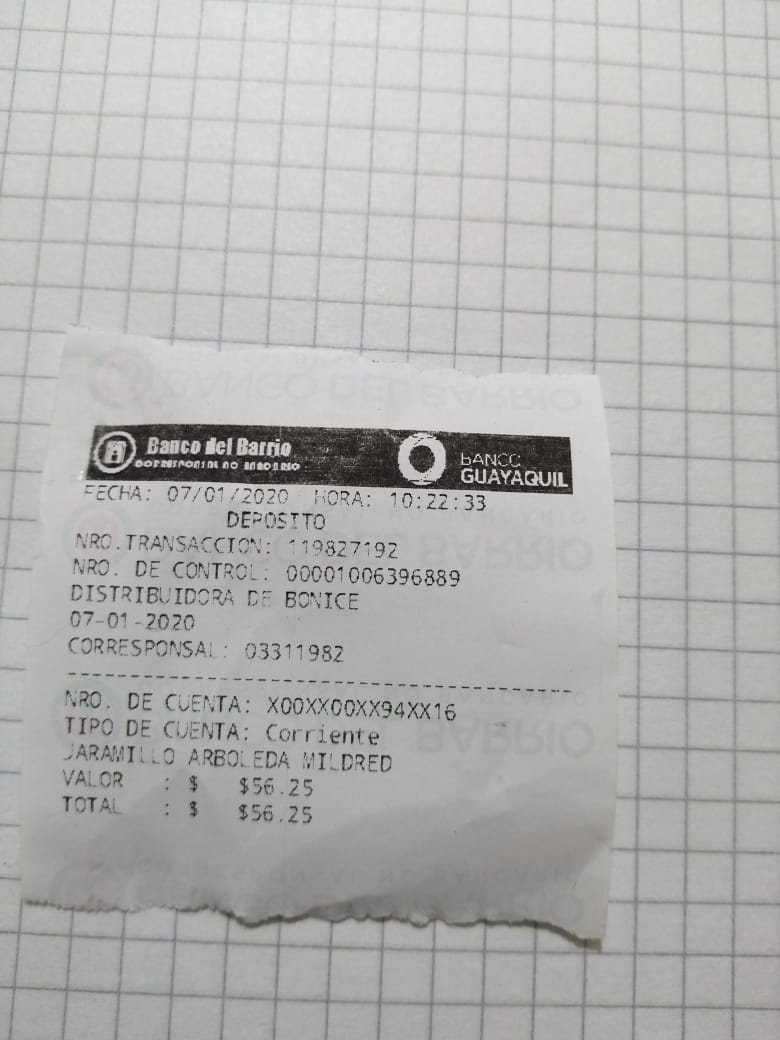 Banco del Barrio
CORRESPONSAL NO BANCARIO
BANCO
GUAYAQUIL
FECHA: 07/01/2020 HORA: 10:22:33
DEPOSITO
NRO.TRANSACCION: 119827192
NRO. DE CONTROL: 00001006396889
DISTRIBUIDORA DE BONICE
07-01-2020
CORRESPONSAL: 03311982
NRO. DE CUENTA: X00XX00XX94XX16
TIPO DE CUENTA: Corriente
JARAMILLO ARBOLEDA MILDRED
VALOR : $ $56.25
TOTAL : $ $56.25